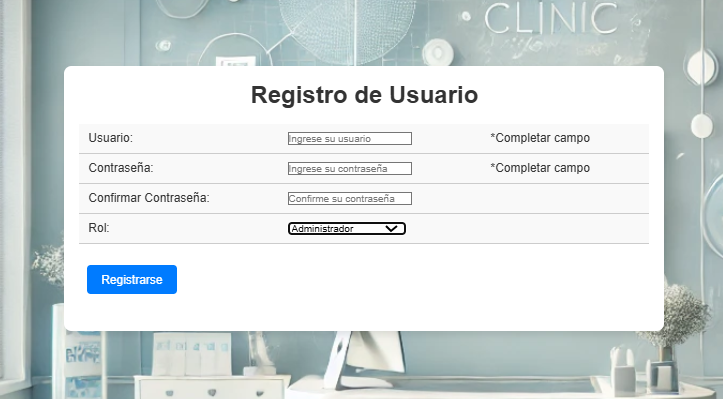 CLINIC
Registro de Usuario
Usuario: Ingrese su usuario *Completar campo
Contraseña: Ingrese su contraseña *Completar campo
Confirmar Contraseña: Confirme su contraseña
Rol: Administrador
Registrarse